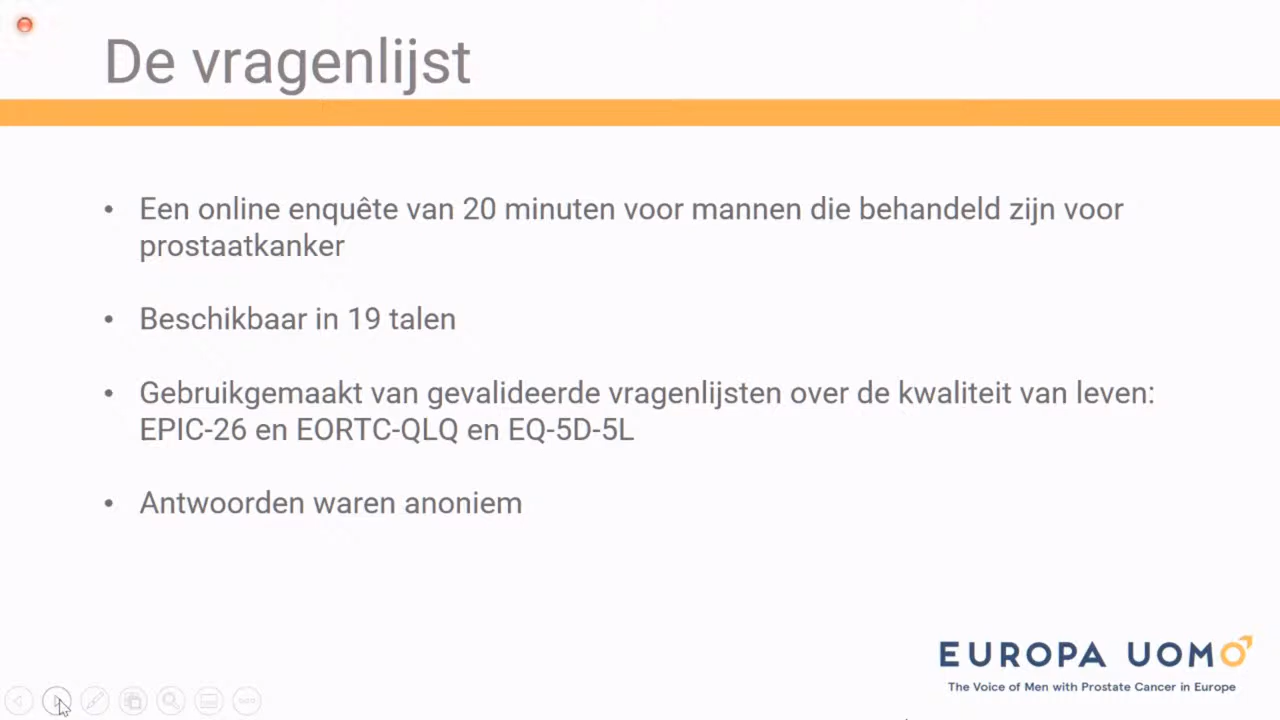 De vragenlijst
• Een online enquête van 20 minuten voor mannen die behandeld zijn voor
prostaatkanker
• Beschikbaar in 19 talen
• Gebruikgemaakt van gevalideerde vragenlijsten over de kwaliteit van leven:
EPIC-26 en EORTC-QLQ en EQ-5D-5L
• Antwoorden waren anoniem
EUROPA UOMO
The Voice of Men with Prostate Cancer in Europe